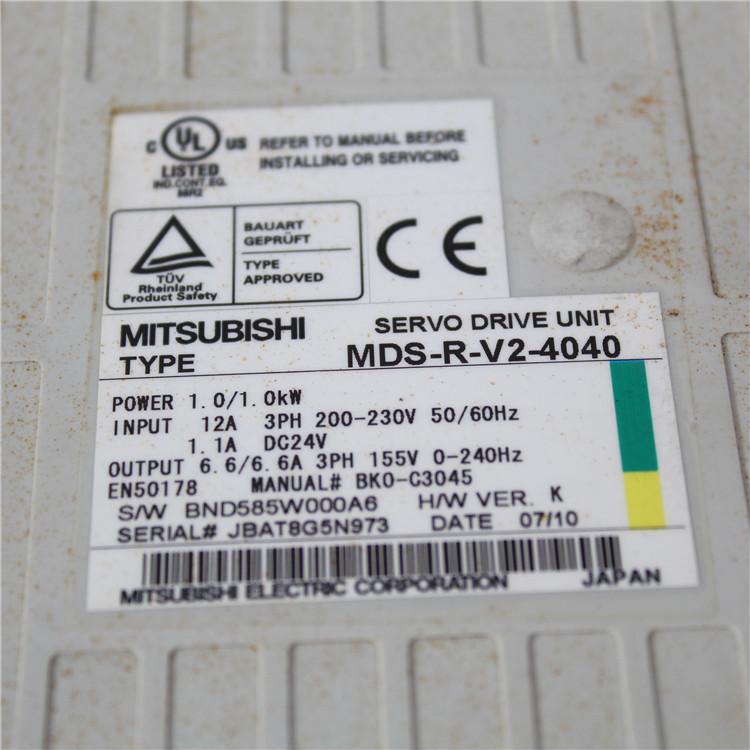 C UL US
LISTED
IND.CONT.EQ.
REFER TO MANUAL BEFORE
INSTALLING OR SERVICING
TÜV
Rheinland
Product Safety
BAUART
GEPRÜFT
TYPE
APPROVED
CE
MITSUBISHI SERVO DRIVE UNIT
TYPE MDS-R-V2-4040
POWER 1.0/1.0kW
INPUT 12A 3PH 200-230V 50/60Hz
1.1A DC24V
OUTPUT 6.6/6.6A 3PH 155V 0-240Hz
EN50178 MANUAL# BKO-C3045
S/W BND585W000A6 H/W VER. K
SERIAL# JBAT8G5N973 DATE 07/10
MITSUBISHI ELECTRIC CORPORATION JAPAN